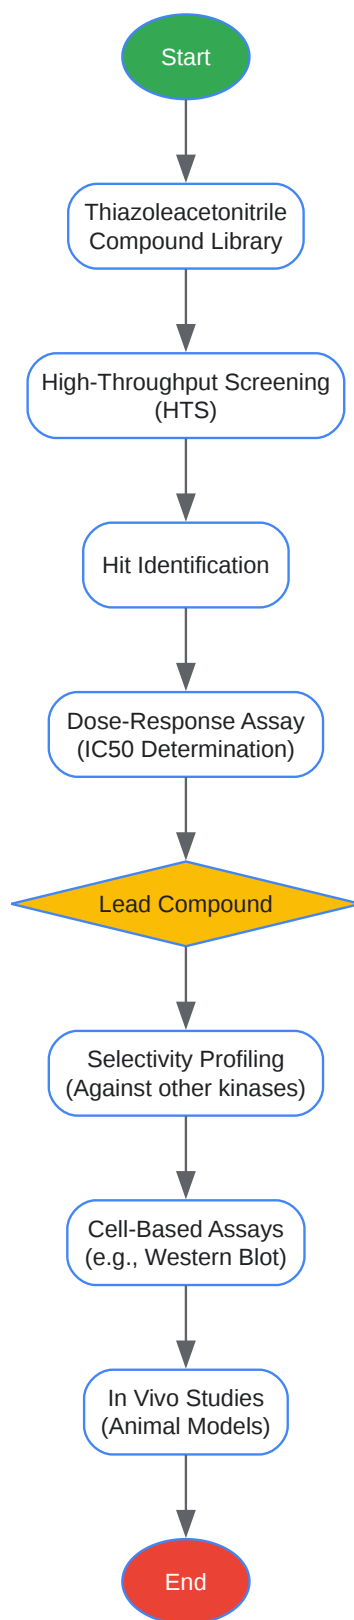 Start
Thiazoleacetonitrile
Compound Library
High-Throughput Screening
(HTS)
Hit Identification
Dose-Response Assay
(IC50 Determination)
Lead Compound
Selectivity Profiling
(Against other kinases)
Cell-Based Assays
(e.g., Western Blot)
In Vivo Studies
(Animal Models)
End